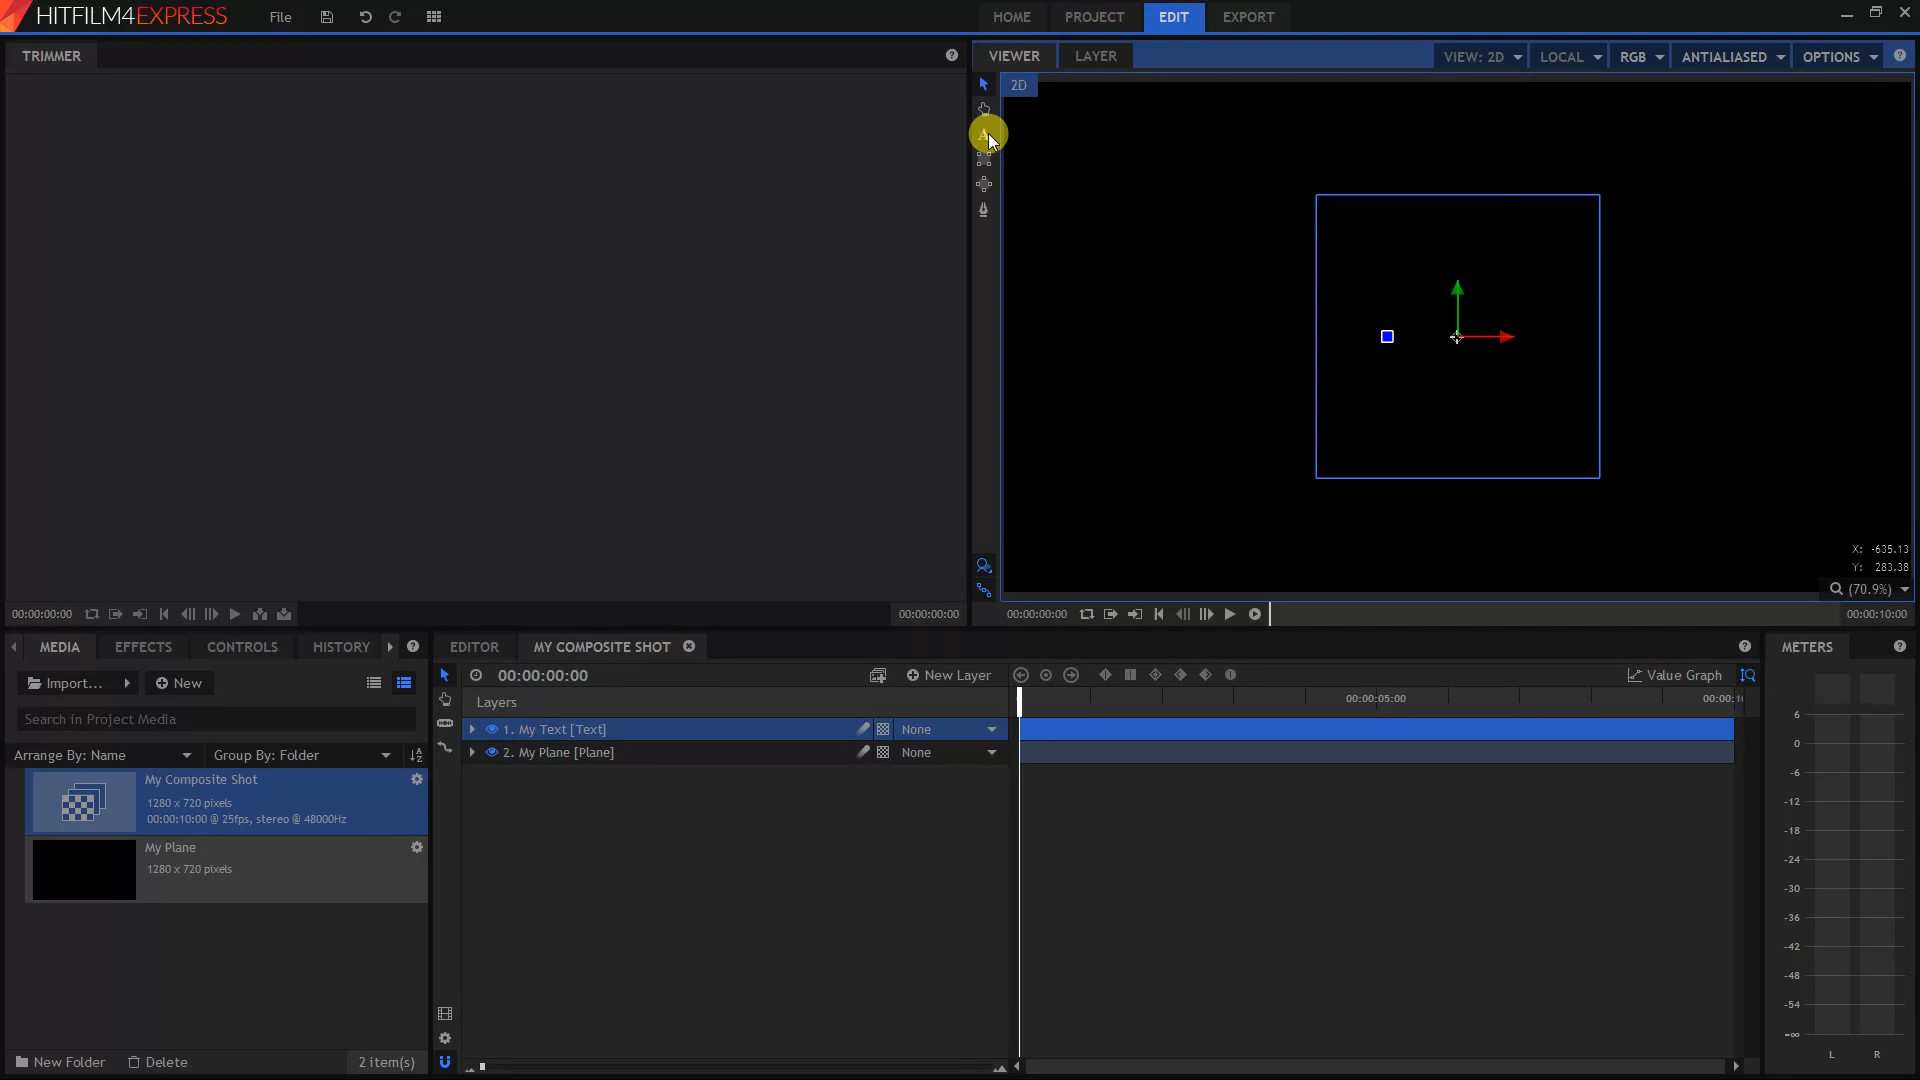 HITFILM4EXPRESS File HOME PROJECT EDIT EXPORT
TRIMMER
VIEWER LAYER VIEW: 2D LOCAL RGB ANTIALIASED OPTIONS
2D
A
X: -635.13
Y: 283.38
(70.9%)
00:00:00:00 00:00:00:00
00:00:00:00 00:00:10:00
MEDIA EFFECTS CONTROLS HISTORY
Import... New
Search in Project Media
Arrange By: Name Group By: Folder
My Composite Shot
1280 x 720 pixels
00:00:10:00 @ 25fps, stereo @ 48000Hz
My Plane
1280 x 720 pixels
New Folder Delete 2 item(s)
EDITOR MY COMPOSITE SHOT
00:00:00:00 New Layer Value Graph
Layers 00:00:05:00 00:00:1
1. My Text [Text] None
2. My Plane [Plane] None
METERS
6
0
-6
-12
-18
-24
-30
-36
-42
-48
-54
-∞
L R